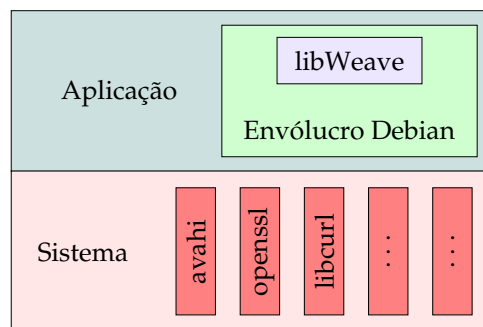 libWeave
Aplicação
Envólucro Debian
Sistema
avahi
openssl
libcurl
...
...